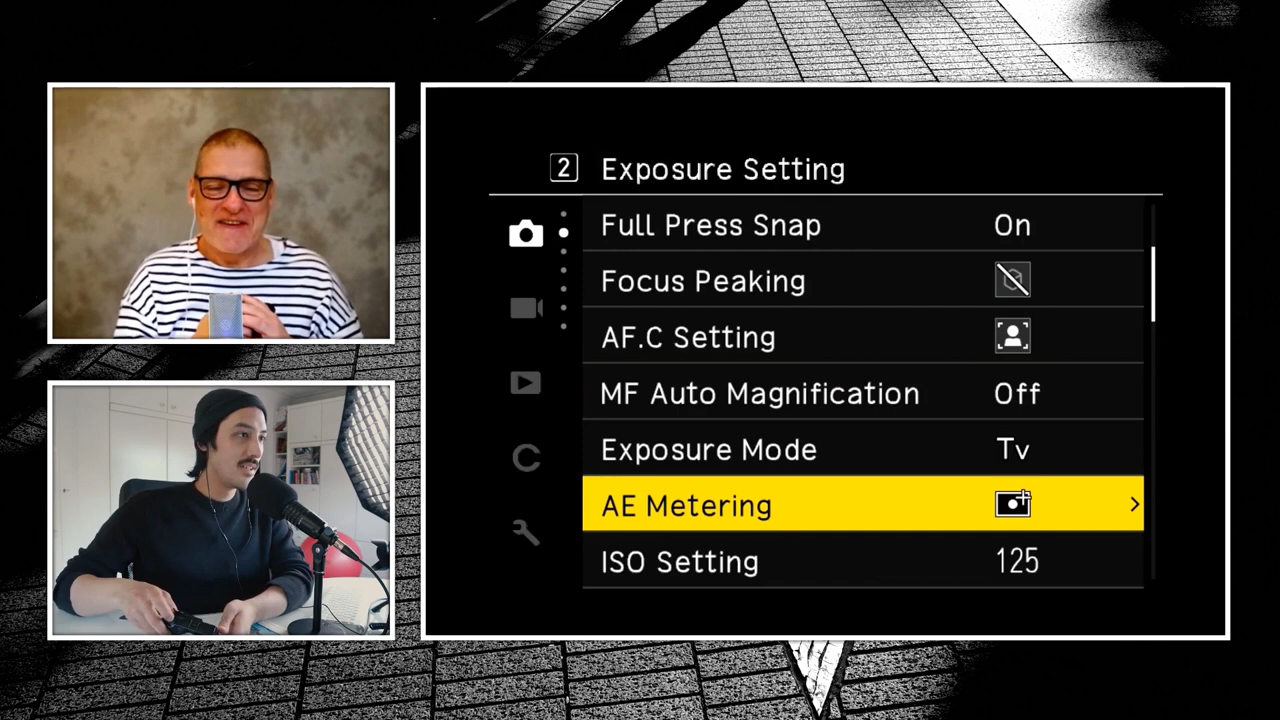 2 Exposure Setting
Full Press Snap On
Focus Peaking
AF.C Setting
MF Auto Magnification Off
Exposure Mode Tv
AE Metering
ISO Setting 125
C